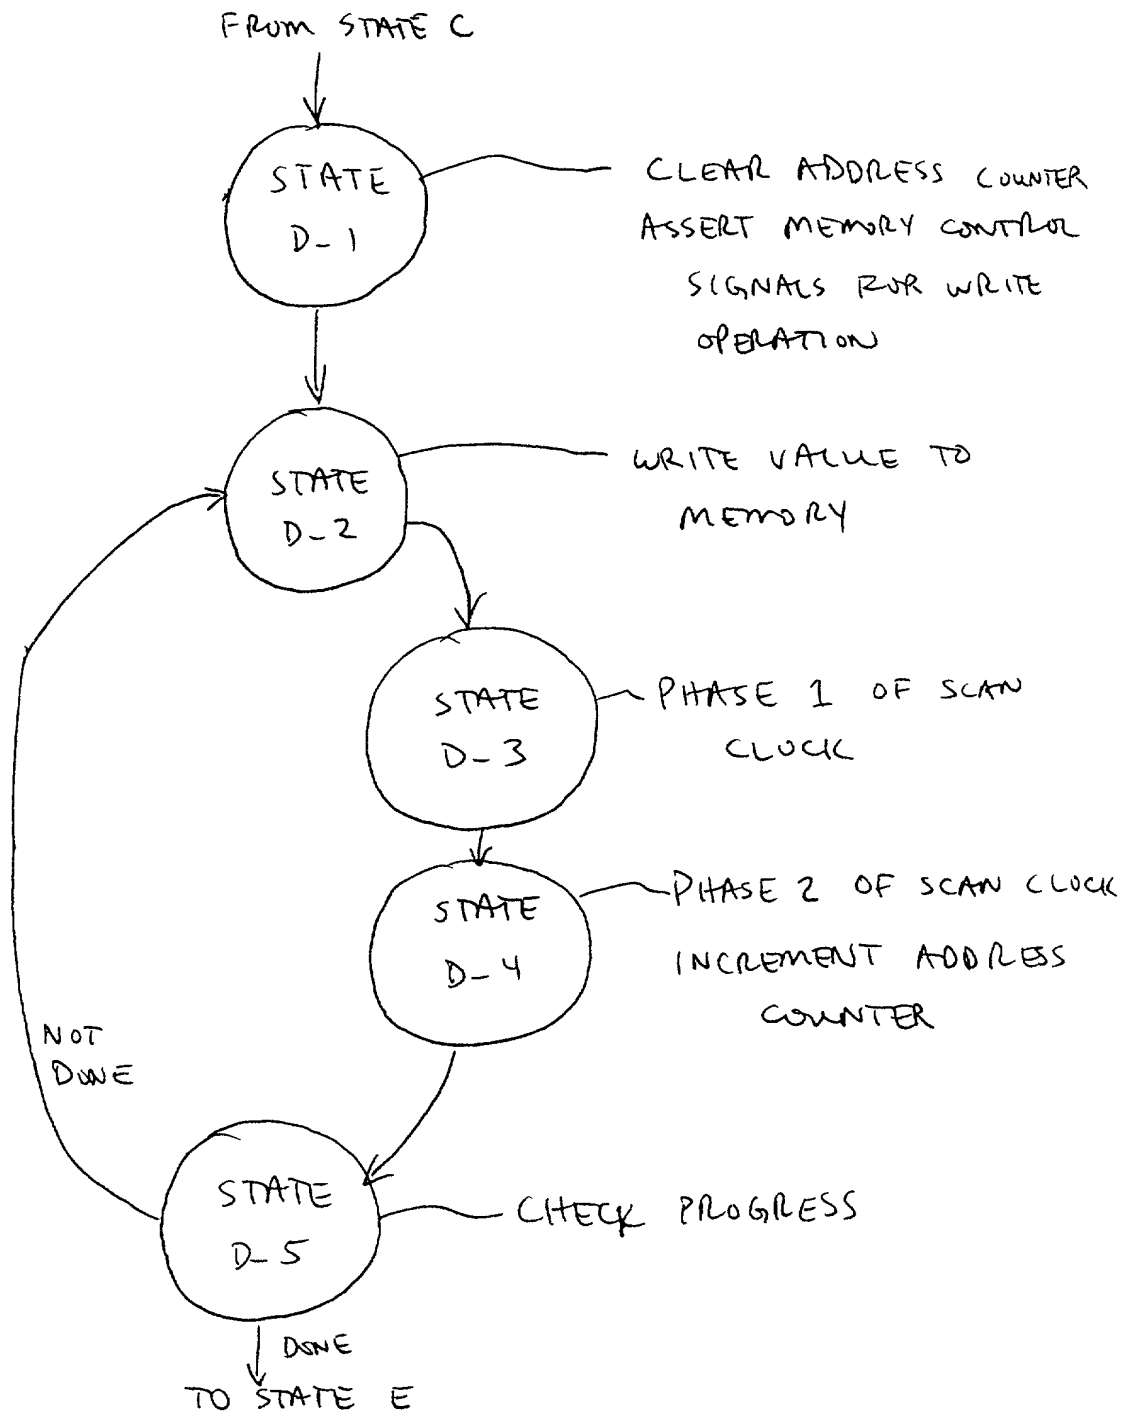 FROM STATE C
STATE
D-1
CLEAR ADDRESS COUNTER
ASSERT MEMORY CONTROL
SIGNALS FOR WRITE
OPERATION
STATE
D-2
WRITE VALUE TO
MEMORY
STATE
D-3
PHASE 1 OF SCAN
CLOCK
STATE
D-4
PHASE 2 OF SCAN CLOCK
INCREMENT ADDRESS
COUNTER
NOT
DONE
STATE
D-5
CHECK PROGRESS
DONE
TO STATE E